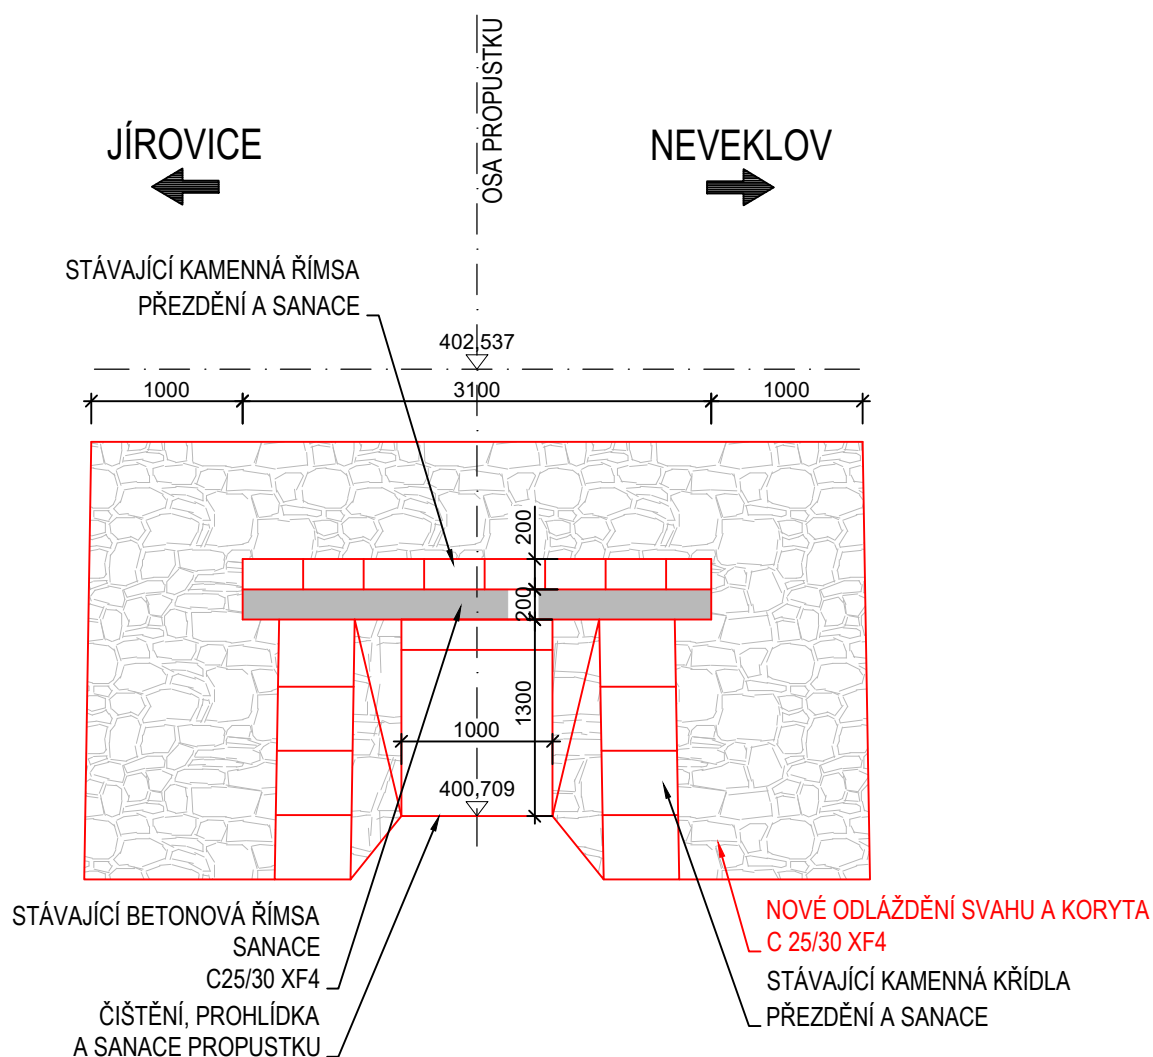 OSA PROPUSTKU
JÍROVICE
NEVEKLOV
STÁVAJÍCÍ KAMENNÁ ŘÍMSA
PŘEZDĚNÍ A SANACE
402,537
1000
3100
1000
200
200
1300
1000
400,709
STÁVAJÍCÍ BETONOVÁ ŘÍMSA
SANACE
C25/30 XF4
ČIŠTĚNÍ, PROHLÍDKA
A SANACE PROPUSTKU
NOVÉ ODLÁŽDĚNÍ SVAHU A KORYTA
C 25/30 XF4
STÁVAJÍCÍ KAMENNÁ KŘÍDLA
PŘEZDĚNÍ A SANACE